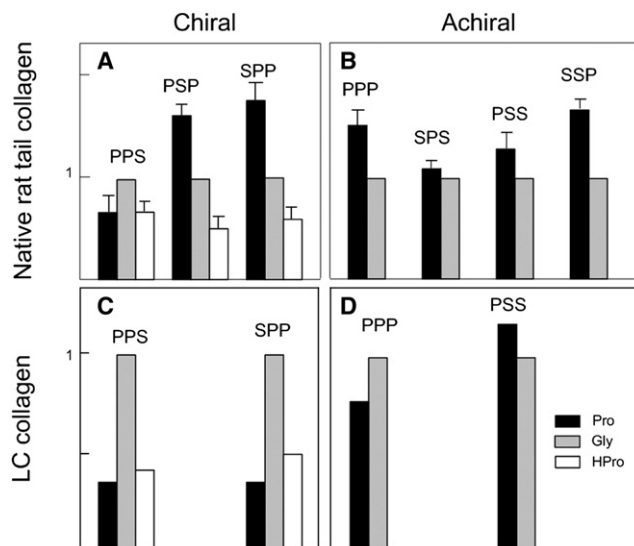 Chiral
Achiral
Native rat tail collagen
A
PPS
PSP
SPP
1
B
PPP
SPS
PSS
SSP
LC collagen
C
PPS
SPP
1
D
PPP
PSS
Pro
Gly
HPro